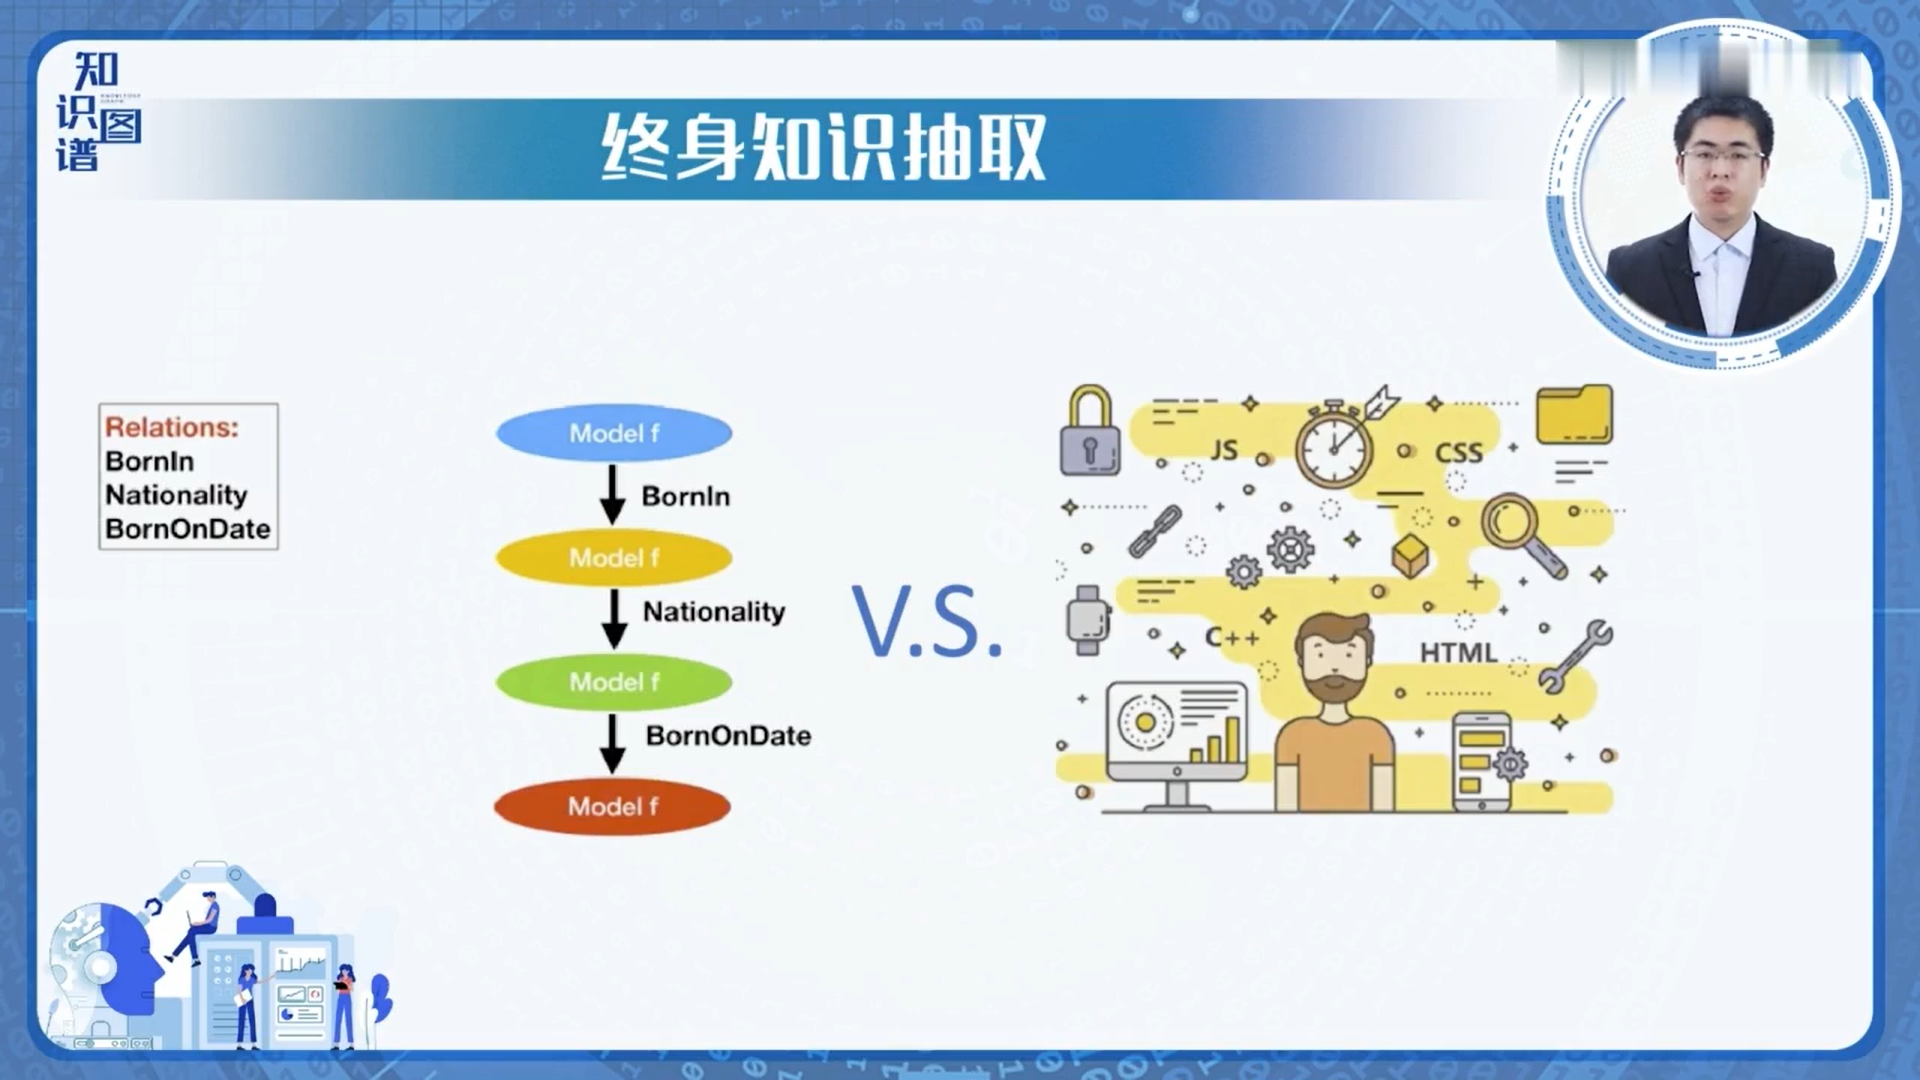 知识图谱
终身知识抽取
Relations:
BornIn
Nationality
BornOnDate
Model f
BornIn
Model f
Nationality
Model f
BornOnDate
Model f
V.S.
JS
CSS
C++
HTML